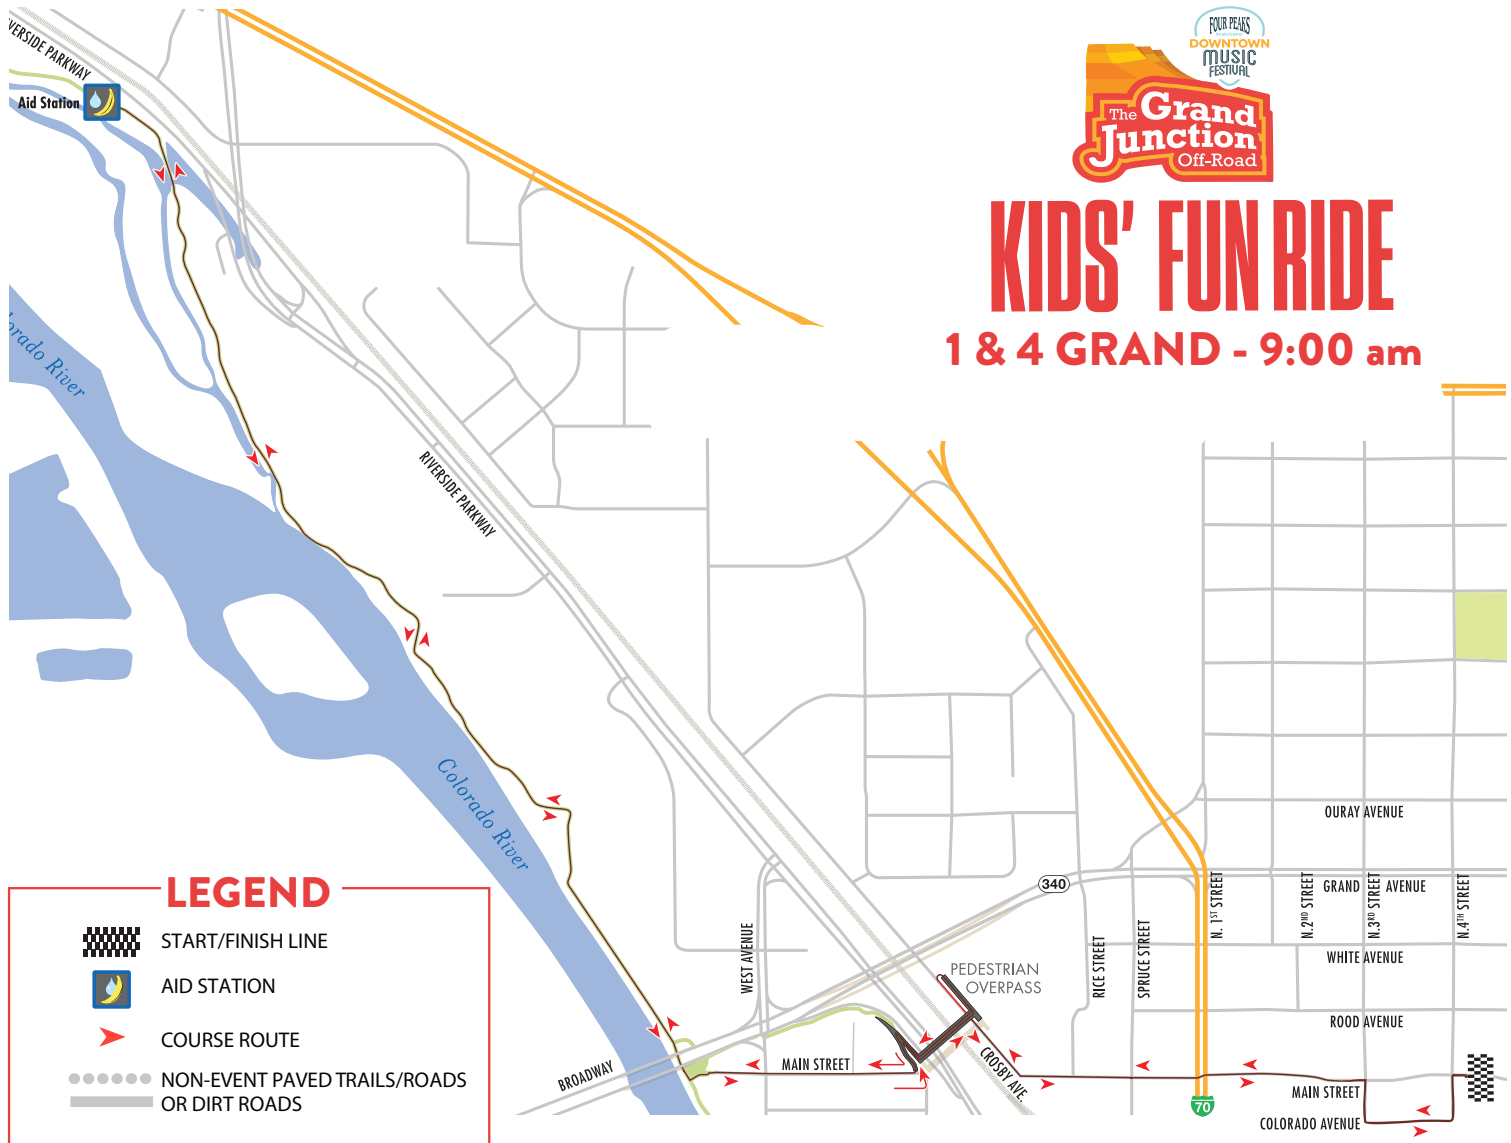 FOUR PEAKS
DOWNTOWN
MUSIC
FESTIVAL
The Grand
Junction
Off-Road
KIDS' FUN RIDE
1 & 4 GRAND - 9:00 am
VERSIDE PARKWAY
Aid Station
orado River
RIVERSIDE PARKWAY
Colorado River
OURAY AVENUE
340
GRAND AVENUE
N. 1ST STREET
N. 2ND STREET
N. 3RD STREET
N. 4TH STREET
WHITE AVENUE
WEST AVENUE
RICE STREET
SPRUCE STREET
PEDESTRIAN
OVERPASS
ROOD AVENUE
BROADWAY
MAIN STREET
CROSBY AVE.
70
MAIN STREET
COLORADO AVENUE
LEGEND
START/FINISH LINE
AID STATION
COURSE ROUTE
NON-EVENT PAVED TRAILS/ROADS
OR DIRT ROADS